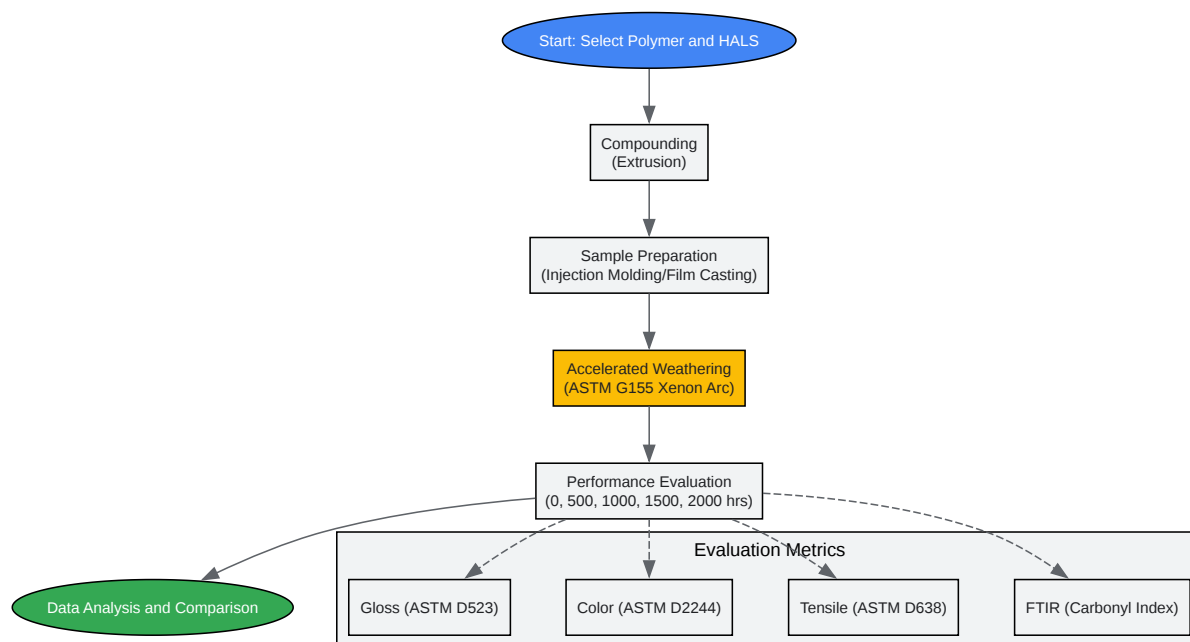 Start: Select Polymer and HALS
Compounding
(Extrusion)
Sample Preparation
(Injection Molding/Film Casting)
Accelerated Weathering
(ASTM G155 Xenon Arc)
Performance Evaluation
(0, 500, 1000, 1500, 2000 hrs)
Evaluation Metrics
Data Analysis and Comparison
Gloss (ASTM D523)
Color (ASTM D2244)
Tensile (ASTM D638)
FTIR (Carbonyl Index)